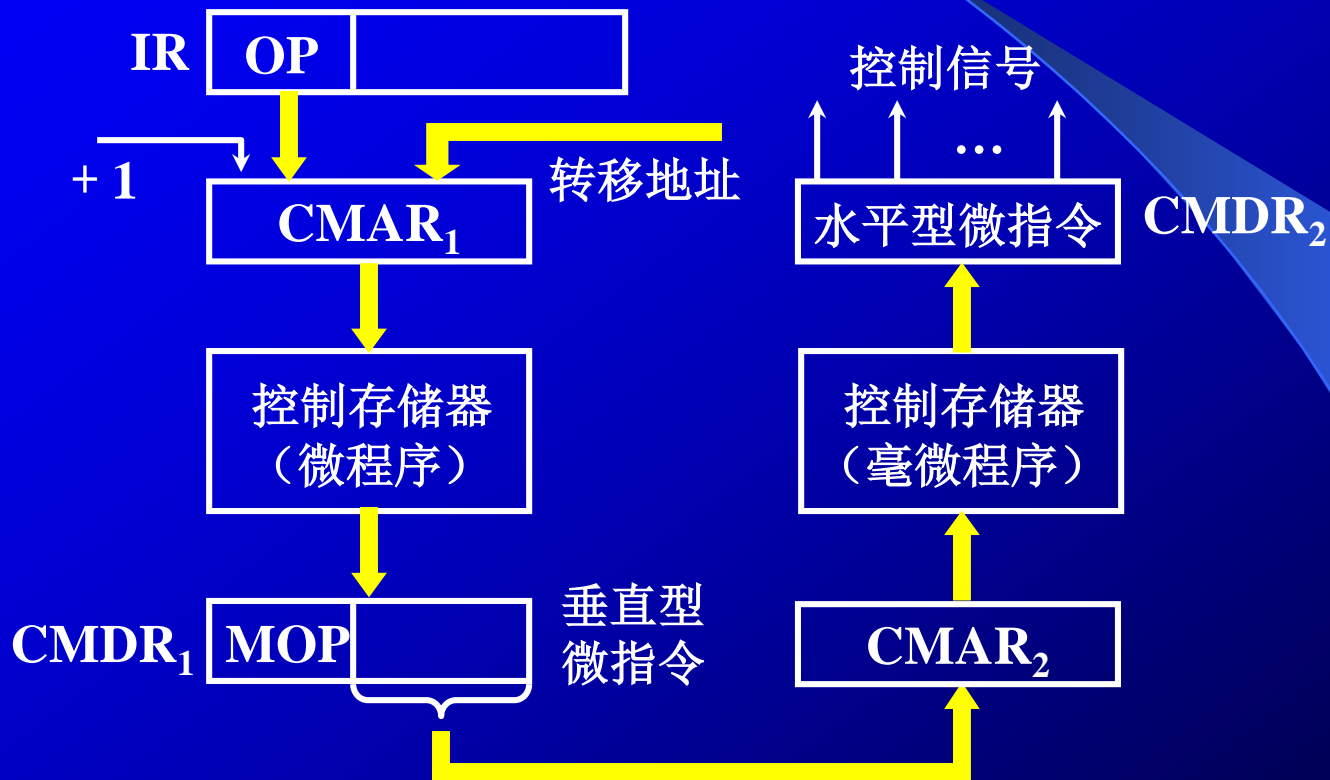 IR
OP
+ 1
转移地址
CMAR₁
控制存储器
（微程序）
CMDR₁
MOP
垂直型
微指令
控制信号
…
水平型微指令
CMDR₂
控制存储器
（毫微程序）
CMAR₂